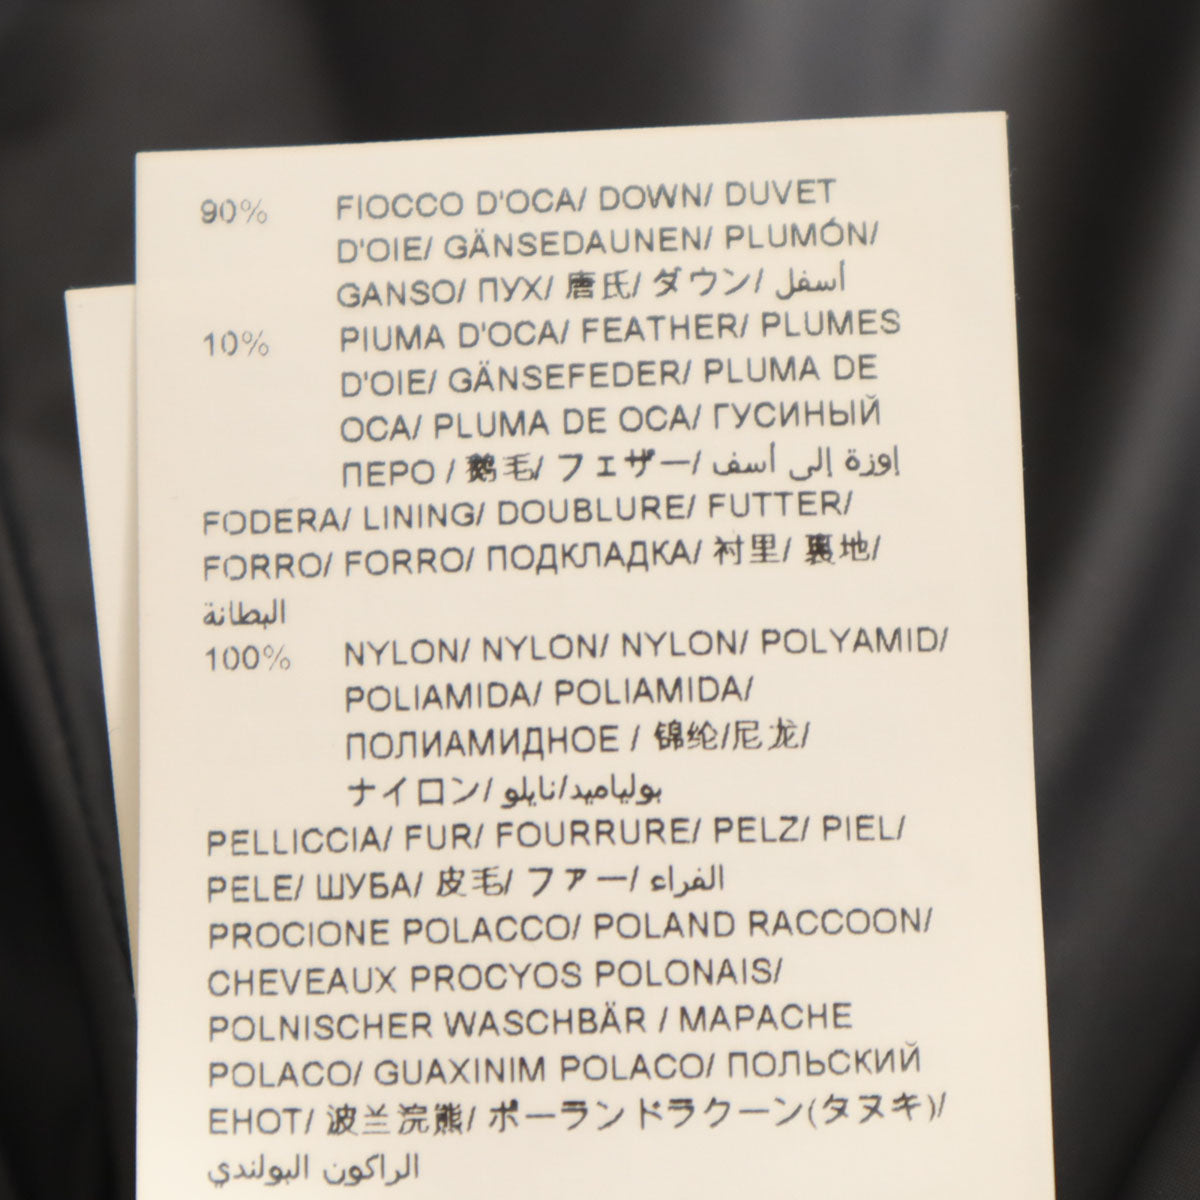 90% FIOCCO D'OCA/ DOWN/ DUVET
D'OIE/ GÄNSEDAUNEN/ PLUMÓN/
GANSO/ ПУХ/ 唐氏/ ダウン/ أسفل
10% PIUMA D'OCA/ FEATHER/ PLUMES
D'OIE/ GÄNSEFEDER/ PLUMA DE
OCA/ PLUMA DE OCA/ ГУСИНЫЙ
ПЕРО / 鹅毛/ フェザー/ إوزة إلى أسف
FODERA/ LINING/ DOUBLURE/ FUTTER/
FORRO/ FORRO/ ПОДКЛАДКА/ 衬里/ 裏地/
البطانة
100% NYLON/ NYLON/ NYLON/ POLYAMID/
POLIAMIDA/ POLIAMIDA/
ПОЛИАМИДНОЕ / 锦纶/尼龙/
ナイロン/ بولياميد/نايلو
PELLICCIA/ FUR/ FOURRURE/ PELZ/ PIEL/
PELE/ ШУБА/ 皮毛/ ファー/ الفراء
PROCIONE POLACCO/ POLAND RACCOON/
CHEVEAUX PROCYOS POLONAIS/
POLNISCHER WASCHBÄR / MAPACHE
POLACO/ GUAXINIM POLACO/ ПОЛЬСКИЙ
ЕНОТ/ 波兰浣熊/ ポーランドラクーン(タヌキ)/
الراكون البولندي